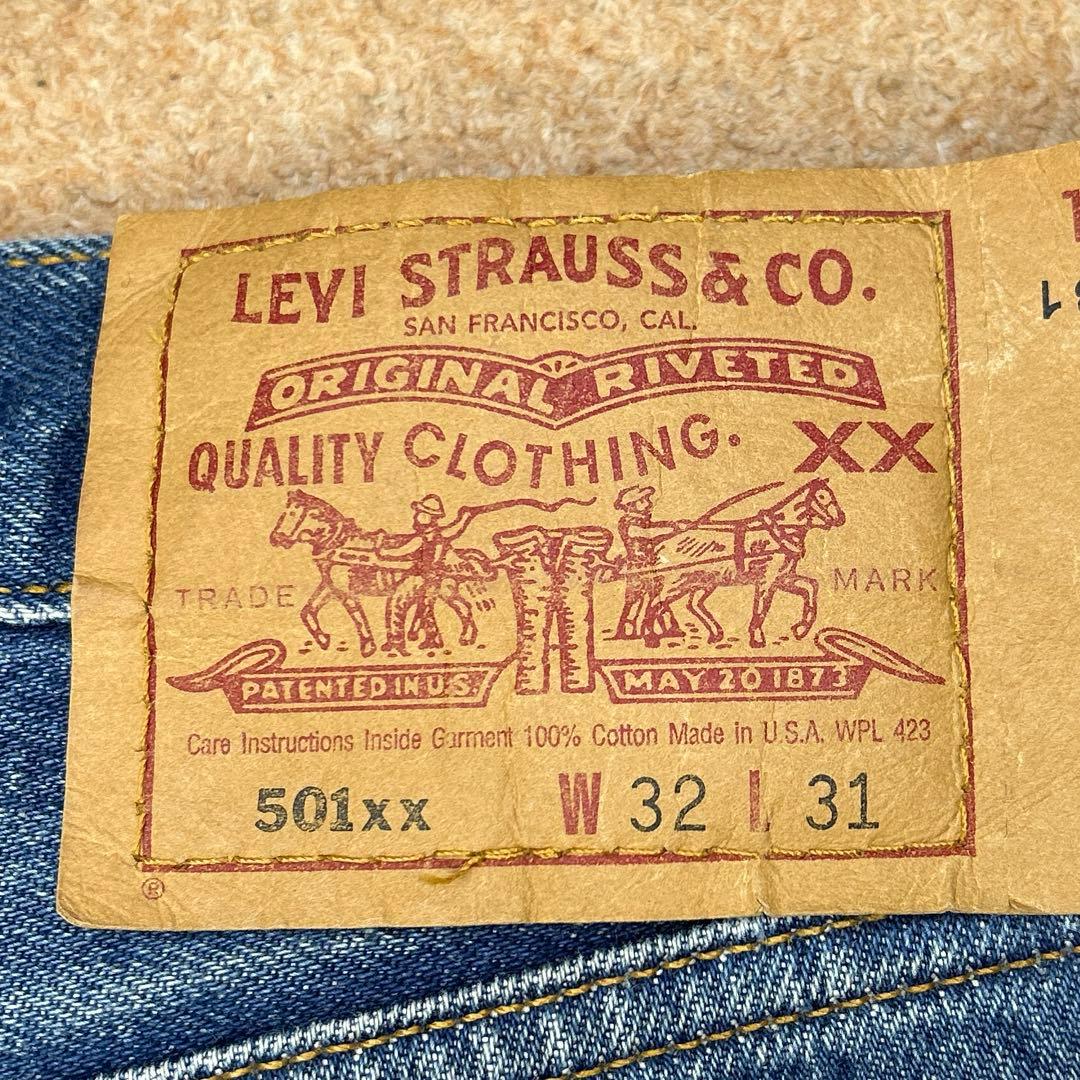 LEVI STRAUSS & CO.
SAN FRANCISCO, CAL.
ORIGINAL RIVETED
QUALITY CLOTHING. XX
TRADE MARK
PATENTED IN U.S. MAY 20 1873
Care Instructions Inside Garment 100% Cotton Made in U.S.A. WPL 423
501xx W 32 L 31
®